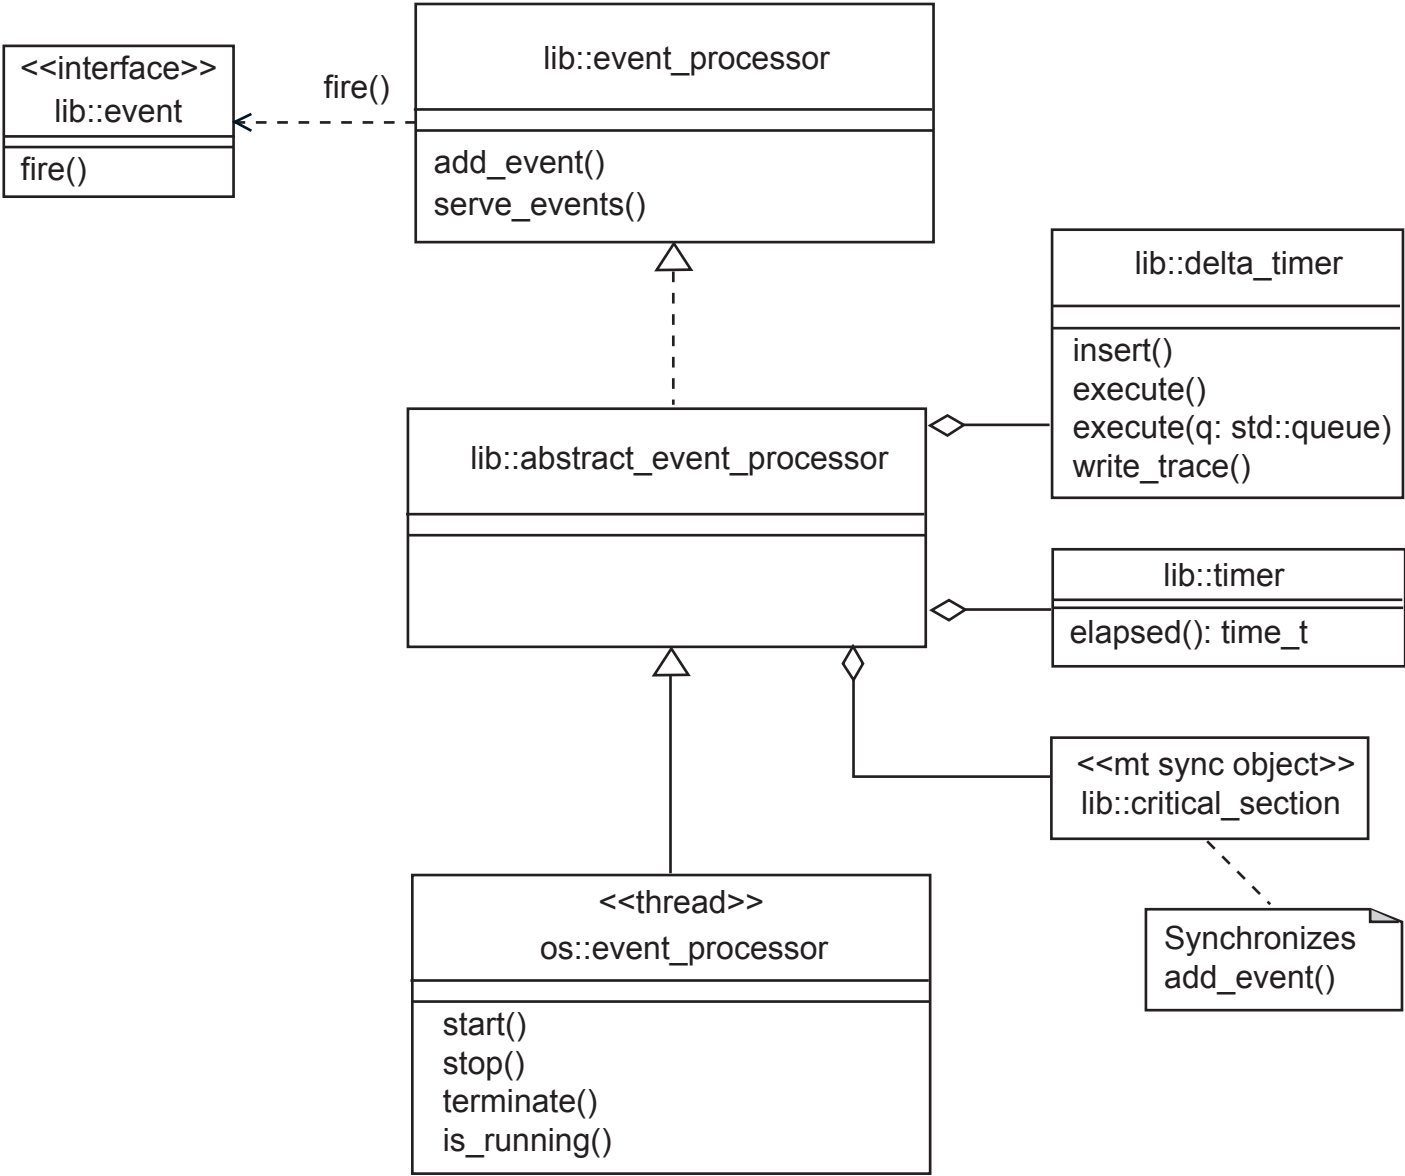 <<interface>>
lib::event
fire()
fire()
lib::event_processor
add_event()
serve_events()
lib::delta_timer
insert()
execute()
execute(q: std::queue)
write_trace()
lib::abstract_event_processor
lib::timer
elapsed(): time_t
<<mt sync object>>
lib::critical_section
Synchronizes
add_event()
<<thread>>
os::event_processor
start()
stop()
terminate()
is_running()